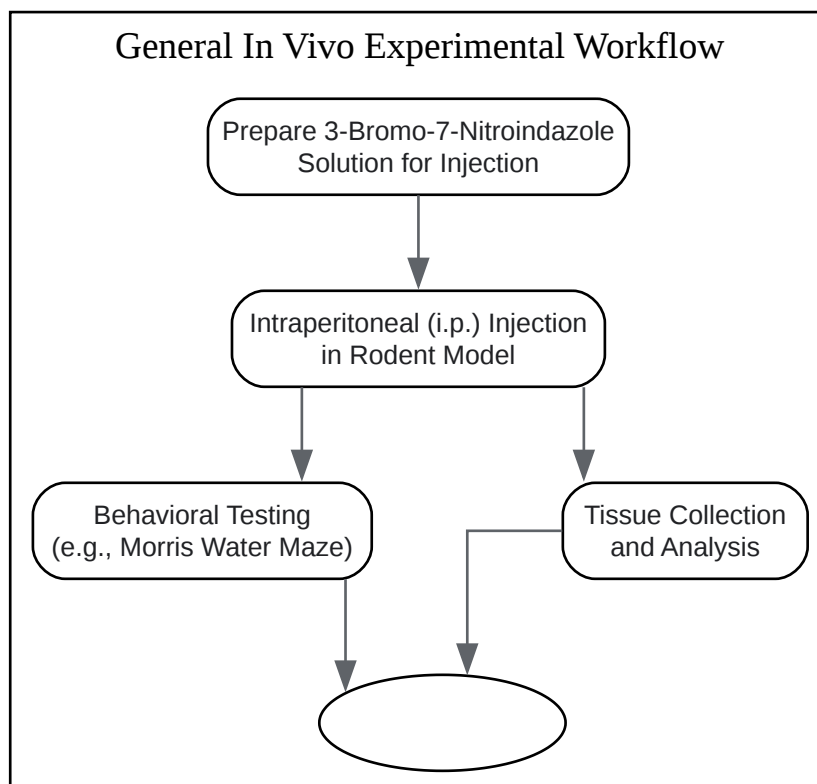 General In Vivo Experimental Workflow
Prepare 3-Bromo-7-Nitroindazole
Solution for Injection
Intraperitoneal (i.p.) Injection
in Rodent Model
Behavioral Testing
(e.g., Morris Water Maze)
Tissue Collection
and Analysis